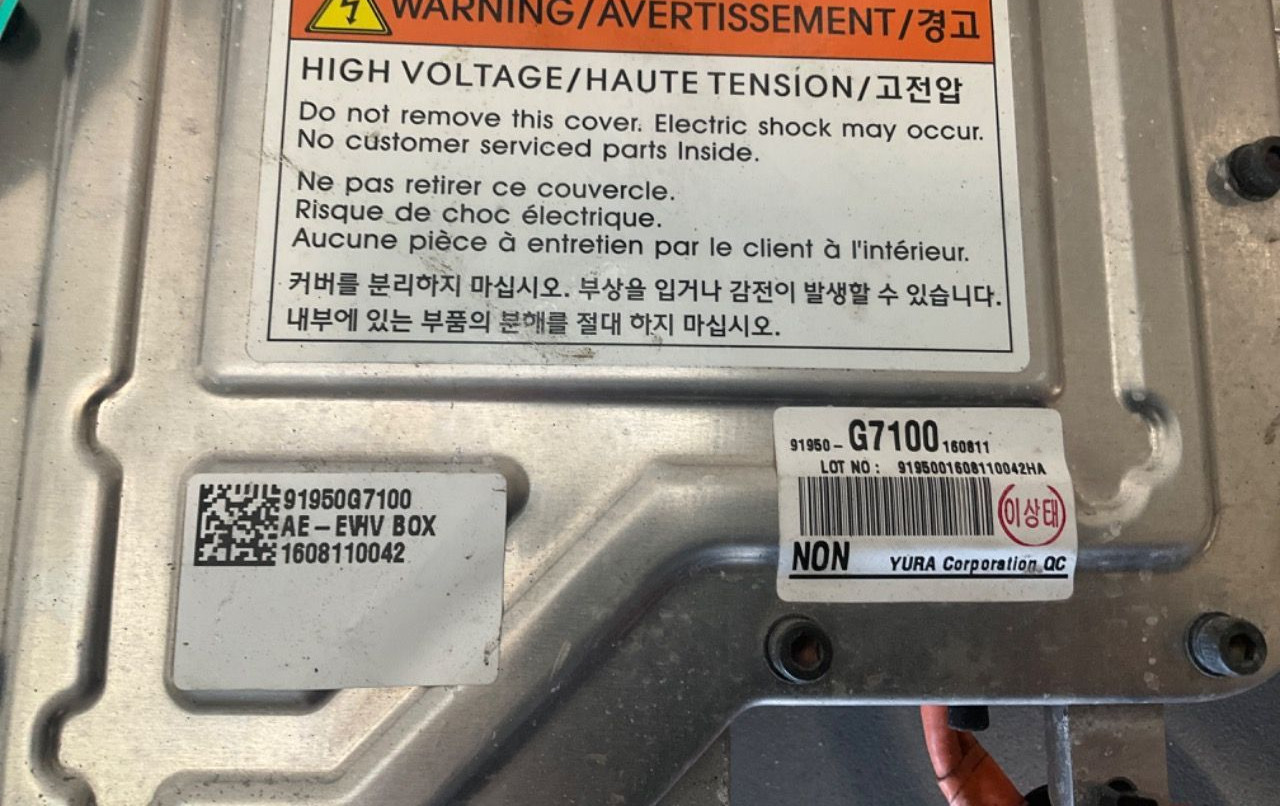 WARNING/AVERTISSEMENT/경고
HIGH VOLTAGE/HAUTE TENSION/고전압
Do not remove this cover. Electric shock may occur.
No customer serviced parts Inside.
Ne pas retirer ce couvercle.
Risque de choc électrique.
Aucune pièce à entretien par le client à l'intérieur.
커버를 분리하지 마십시오. 부상을 입거나 감전이 발생할 수 있습니다.
내부에 있는 부품의 분해를 절대 하지 마십시오.
91950G7100
AE-EVHV BOX
1608110042
91950-G7100 160811
LOT NO : 9195001608110042HA
이상태
NON YURA Corporation QC